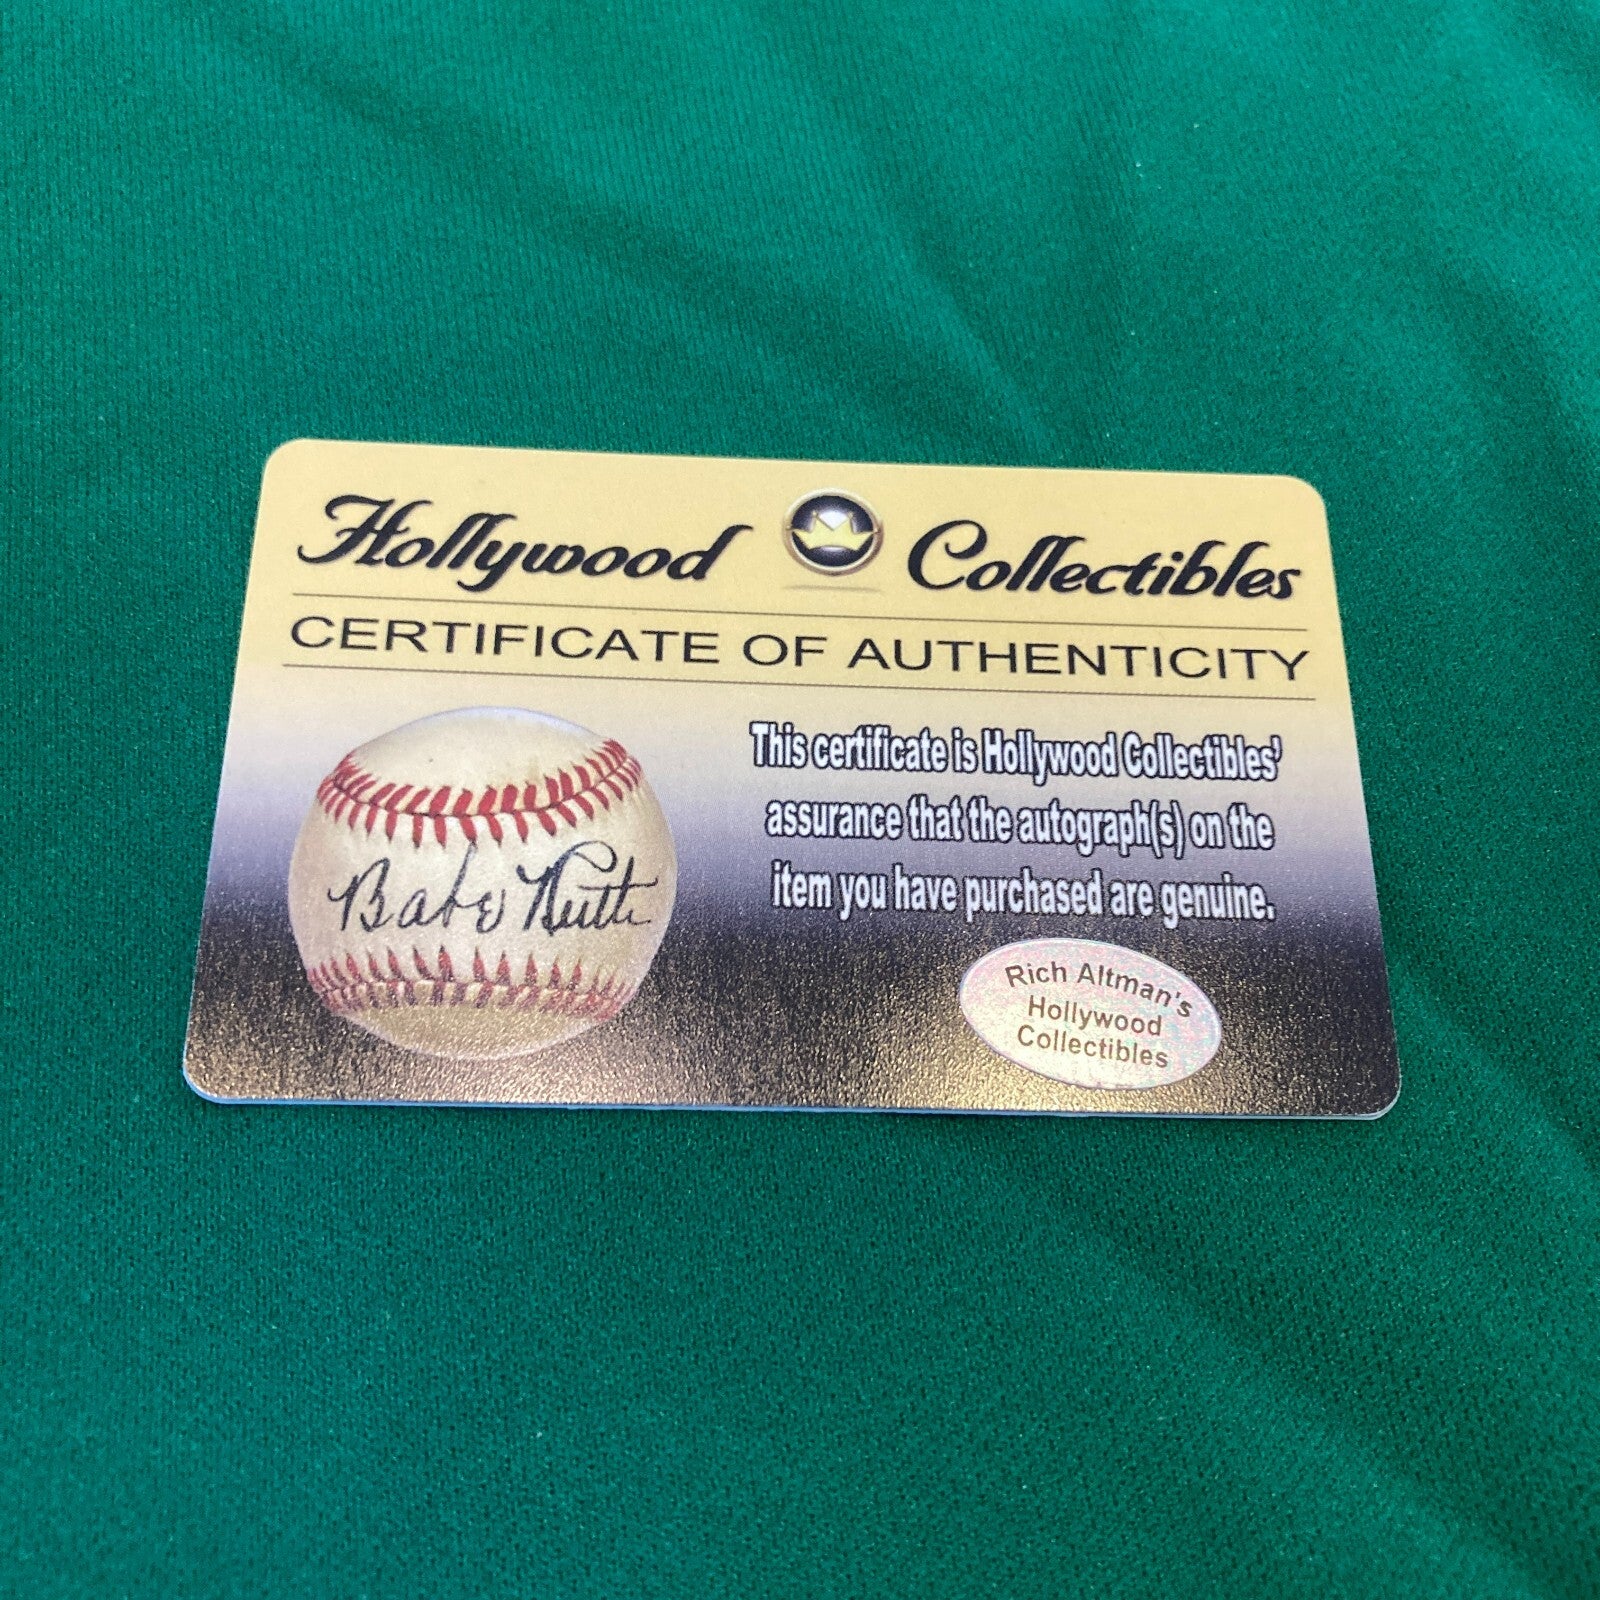 Hollywood Collectibles
CERTIFICATE OF AUTHENTICITY
This certificate is Hollywood Collectibles'
assurance that the autograph(s) on the
item you have purchased are genuine.
Babe Ruth
Rich Altman's
Hollywood
Collectibles